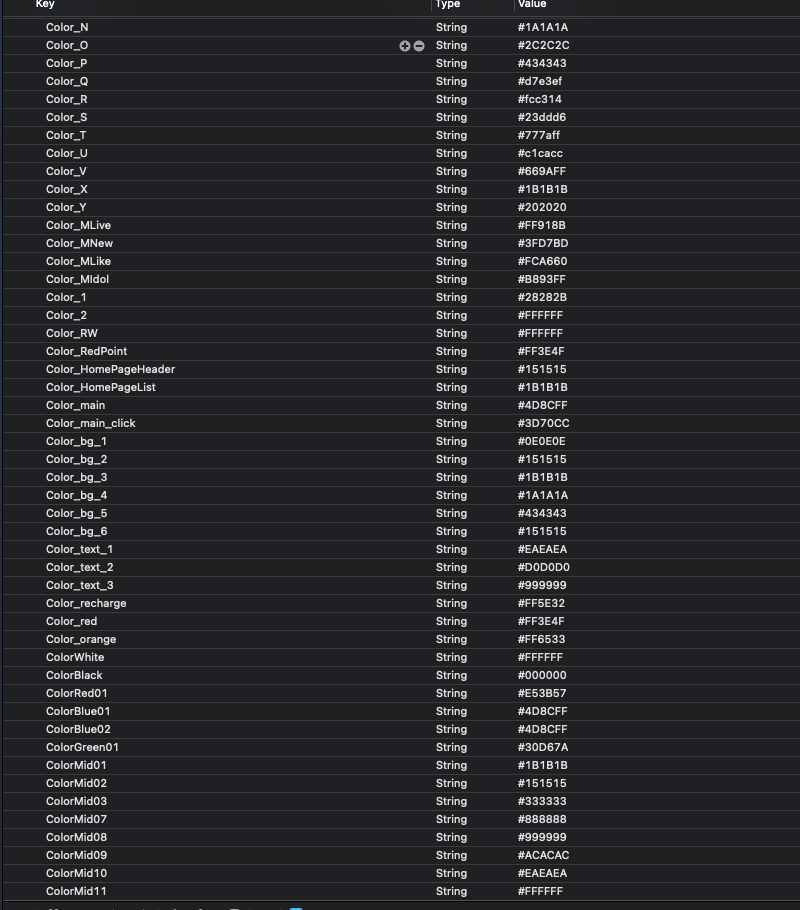 Key Type Value
Color_N String #1A1A1A
Color_O String #2C2C2C
Color_P String #434343
Color_Q String #d7e3ef
Color_R String #fcc314
Color_S String #23ddd6
Color_T String #777aff
Color_U String #c1cacc
Color_V String #669AFF
Color_X String #1B1B1B
Color_Y String #202020
Color_MLive String #FF918B
Color_MNew String #3FD7BD
Color_MLike String #FCA660
Color_MIdol String #B893FF
Color_1 String #28282B
Color_2 String #FFFFFF
Color_RW String #FFFFFF
Color_RedPoint String #FF3E4F
Color_HomePageHeader String #151515
Color_HomePageList String #1B1B1B
Color_main String #4D8CFF
Color_main_click String #3D70CC
Color_bg_1 String #0E0E0E
Color_bg_2 String #151515
Color_bg_3 String #1B1B1B
Color_bg_4 String #1A1A1A
Color_bg_5 String #434343
Color_bg_6 String #151515
Color_text_1 String #EAEAEA
Color_text_2 String #D0D0D0
Color_text_3 String #999999
Color_recharge String #FF5E32
Color_red String #FF3E4F
Color_orange String #FF6533
ColorWhite String #FFFFFF
ColorBlack String #000000
ColorRed01 String #E53B57
ColorBlue01 String #4D8CFF
ColorBlue02 String #4D8CFF
ColorGreen01 String #30D67A
ColorMid01 String #1B1B1B
ColorMid02 String #151515
ColorMid03 String #333333
ColorMid07 String #888888
ColorMid08 String #999999
ColorMid09 String #ACACAC
ColorMid10 String #EAEAEA
ColorMid11 String #FFFFFF